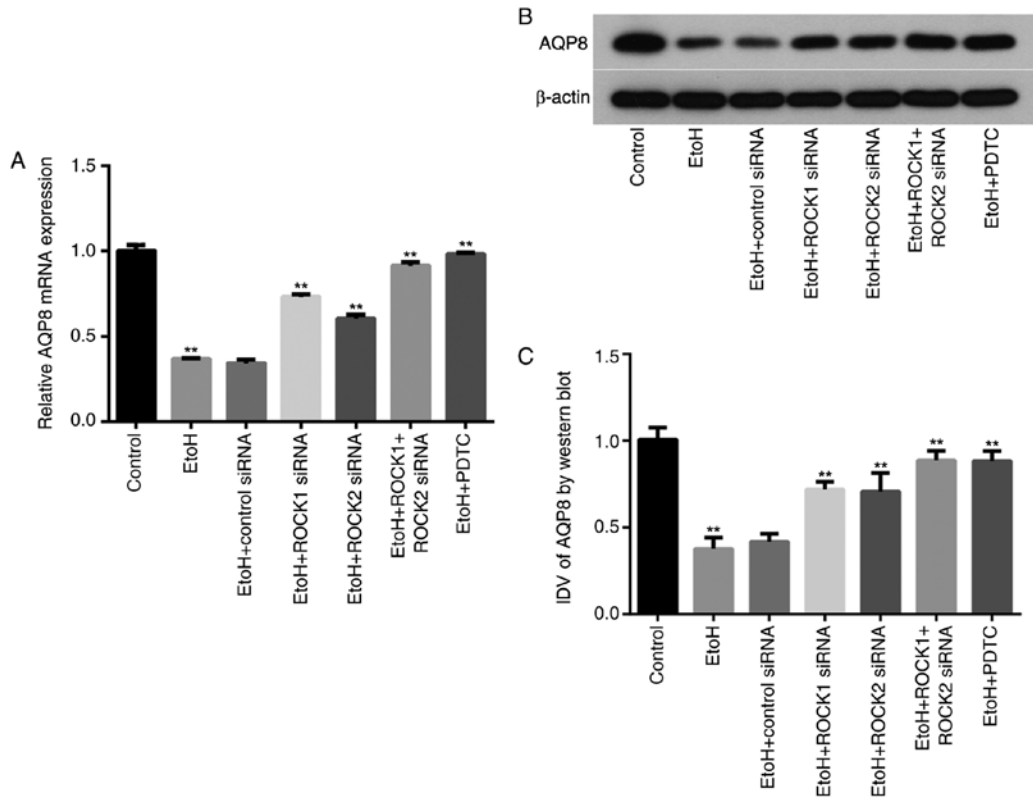 A
Relative AQP8 mRNA expression
1.5
1.0
0.5
0.0
**
**
**
**
**
Control
EtoH
EtoH+control siRNA
EtoH+ROCK1 siRNA
EtoH+ROCK2 siRNA
EtoH+ROCK1+
ROCK2 siRNA
EtoH+PDTC
B
AQP8
β-actin
Control
EtoH
EtoH+control siRNA
EtoH+ROCK1 siRNA
EtoH+ROCK2 siRNA
EtoH+ROCK1+
ROCK2 siRNA
EtoH+PDTC
C
IDV of AQP8 by western blot
1.5
1.0
0.5
0.0
**
**
**
**
**
Control
EtoH
EtoH+control siRNA
EtoH+ROCK1 siRNA
EtoH+ROCK2 siRNA
EtoH+ROCK1+
ROCK2 siRNA
EtoH+PDTC